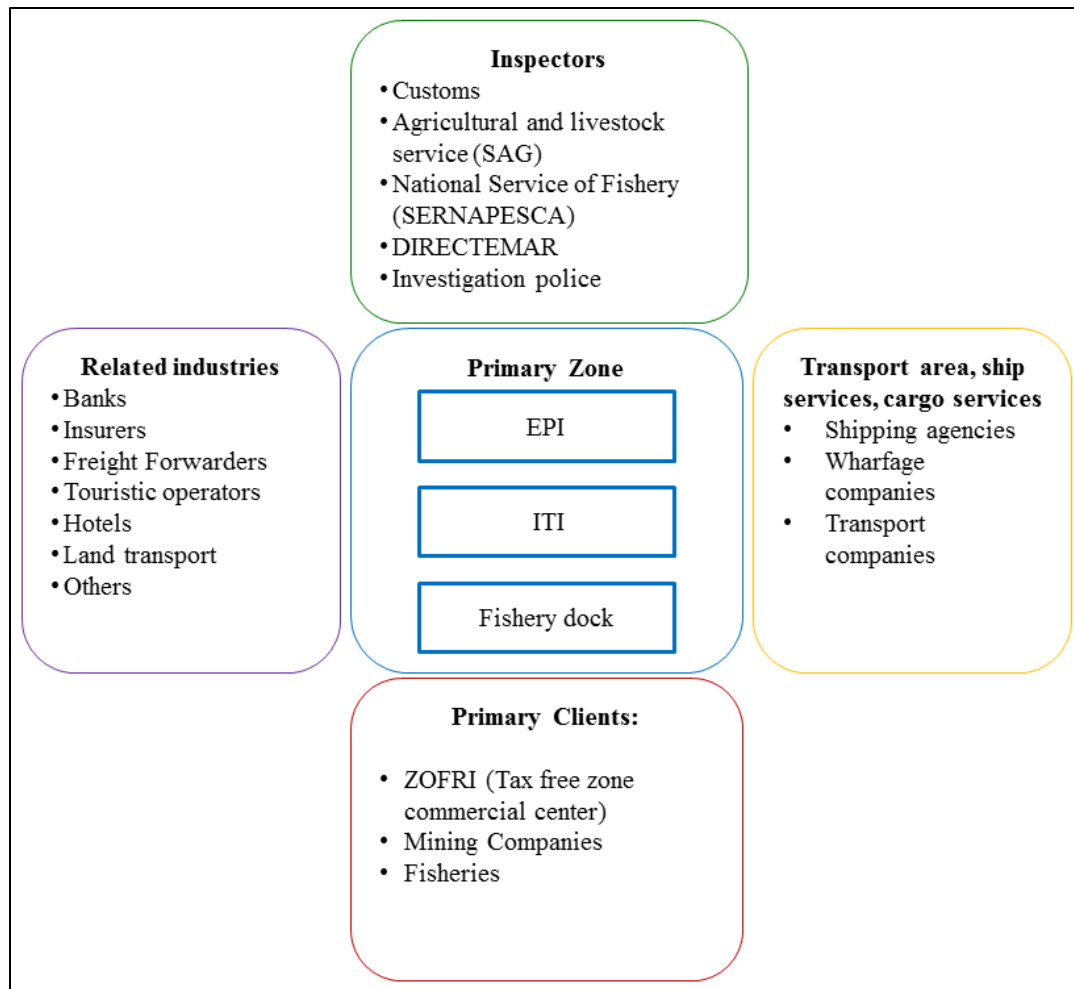 Inspectors
•Customs
•Agricultural and livestock
service (SAG)
•National Service of Fishery
(SERNAPESCA)
•DIRECTEMAR
•Investigation police
Related industries
•Banks
•Insurers
•Freight Forwarders
•Touristic operators
•Hotels
•Land transport
•Others
Primary Zone
EPI
ITI
Fishery dock
Transport area, ship
services, cargo services
• Shipping agencies
• Wharfage
companies
• Transport
companies
Primary Clients:
• ZOFRI (Tax free zone
commercial center)
• Mining Companies
• Fisheries